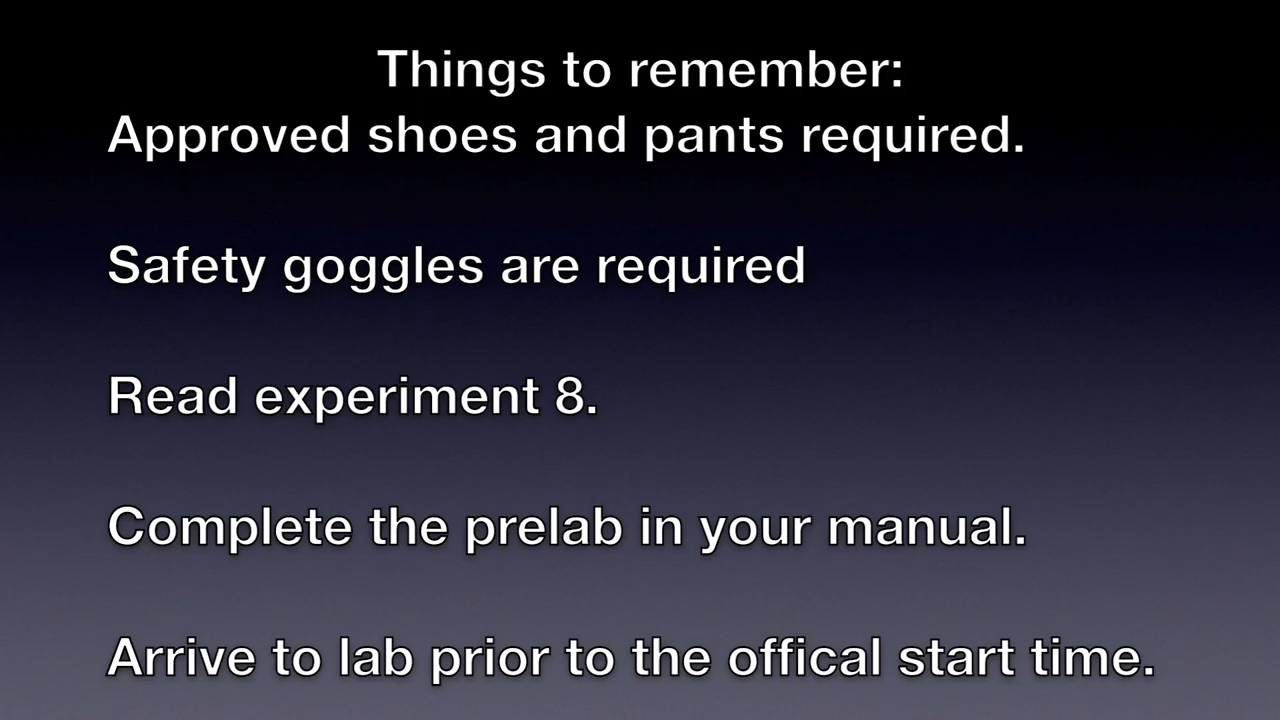 Things to remember:
Approved shoes and pants required.
Safety goggles are required
Read experiment 8.
Complete the prelab in your manual.
Arrive to lab prior to the offical start time.